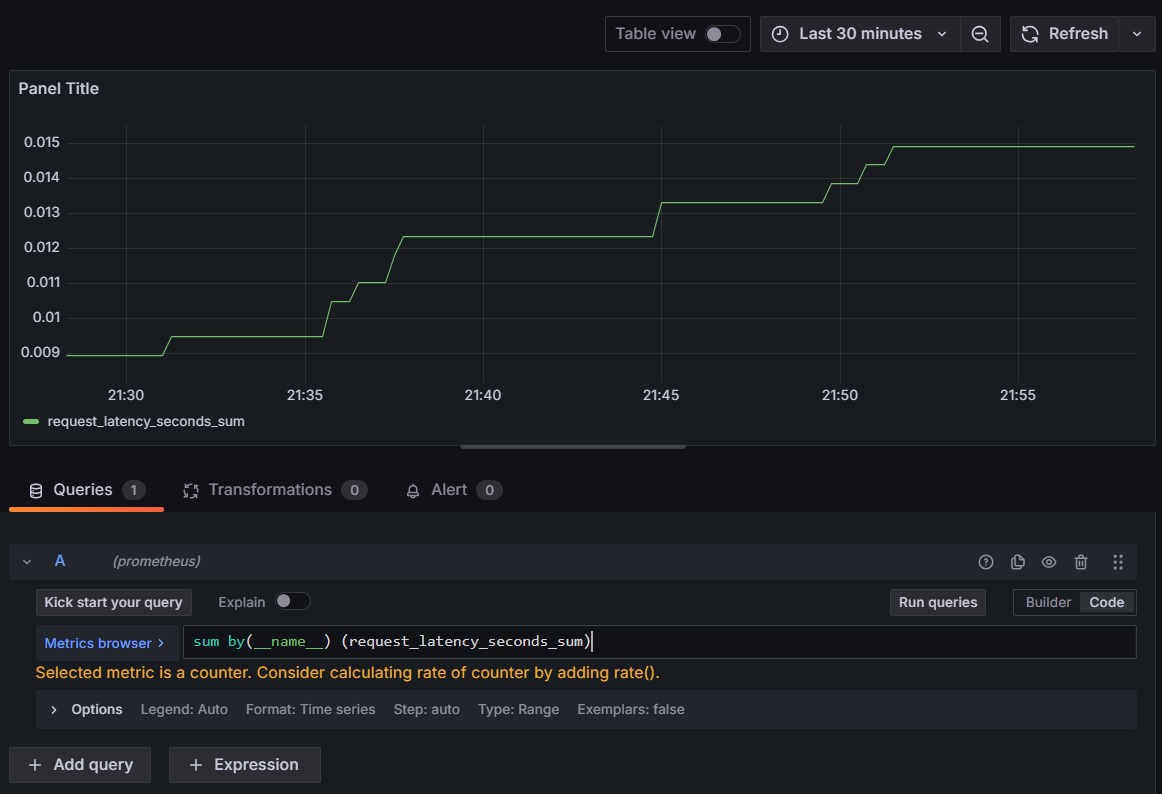 Table view Last 30 minutes Refresh
Panel Title
0.015
0.014
0.013
0.012
0.011
0.01
0.009
21:30 21:35 21:40 21:45 21:50 21:55
request_latency_seconds_sum
Queries 1 Transformations 0 Alert 0
A (prometheus)
Kick start your query Explain Run queries Builder Code
Metrics browser > sum by(__name__) (request_latency_seconds_sum)
Selected metric is a counter. Consider calculating rate of counter by adding rate().
> Options Legend: Auto Format: Time series Step: auto Type: Range Exemplars: false
+ Add query + Expression